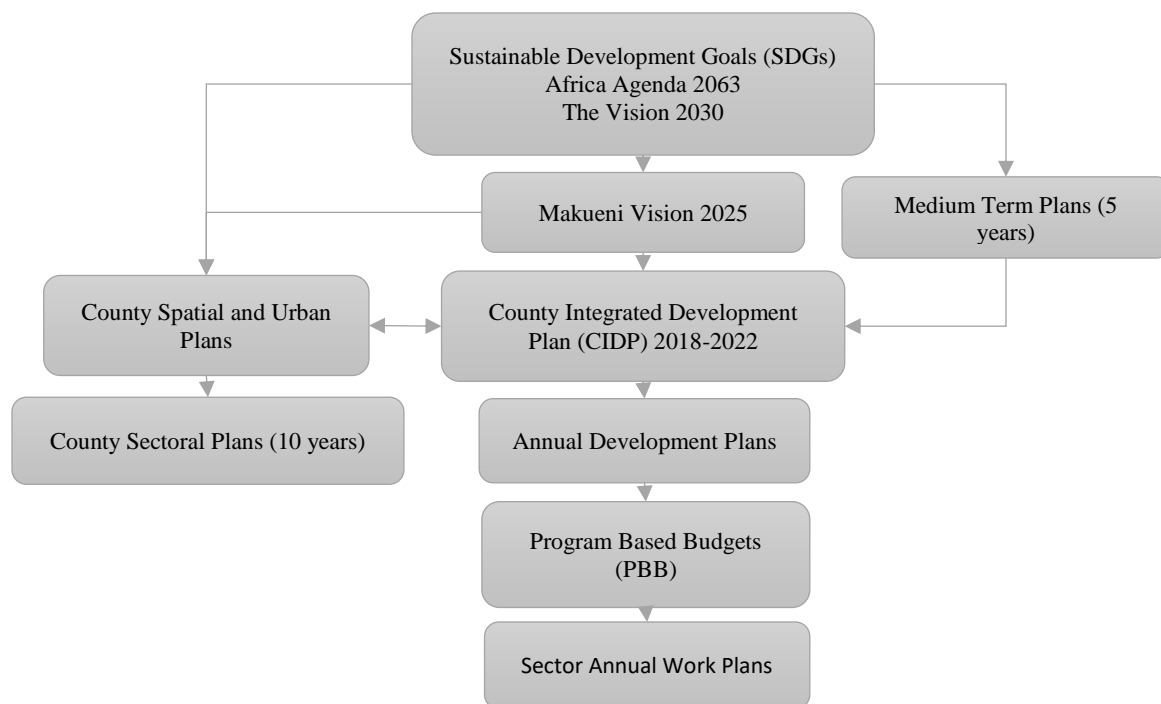 Sustainable Development Goals (SDGs)
Africa Agenda 2063
The Vision 2030
Makueni Vision 2025
Medium Term Plans (5
years)
County Spatial and Urban
Plans
County Integrated Development
Plan (CIDP) 2018-2022
County Sectoral Plans (10 years)
Annual Development Plans
Program Based Budgets
(PBB)
Sector Annual Work Plans